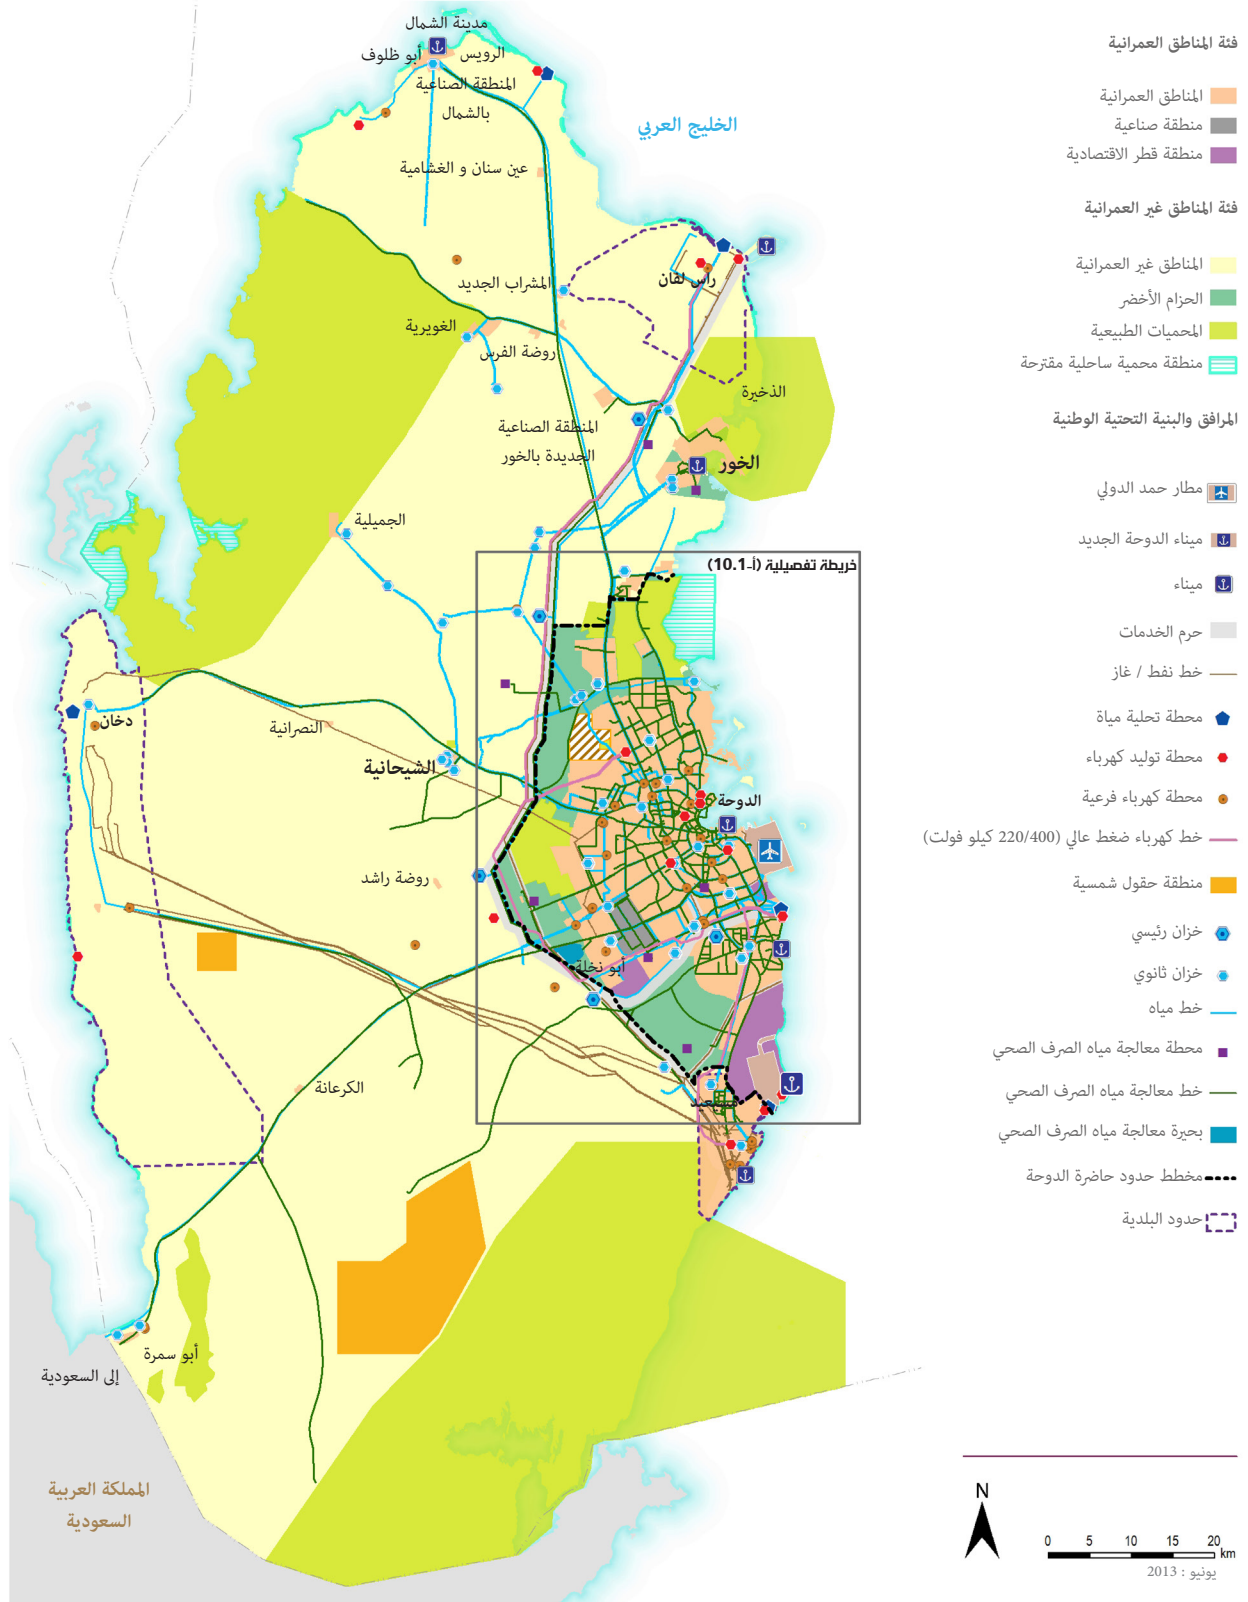 مدينة الشمال
الرويس
أبو ظلوف
المنطقة الصناعية
بالشمال
الخليج العربي
عين سنان و الغشامية
راس لفان
المشراب الجديد
الغويرية
روضة الفرس
الذخيرة
المنطقة الصناعية
الجديدة بالخور
الخور
الجميلية
خريطة تفصيلية (أ-10.1)
دخان
النصرانية
الشيحانية
الدوحة
روضة راشد
أبو نخلة
الكرعانة
مسيعيد
أبو سمرة
إلى السعودية
المملكة العربية
السعودية
فئة المناطق العمرانية
المناطق العمرانية
منطقة صناعية
منطقة قطر الاقتصادية
فئة المناطق غير العمرانية
المناطق غير العمرانية
الحزام الأخضر
المحميات الطبيعية
منطقة محمية ساحلية مقترحة
المرافق والبنية التحتية الوطنية
مطار حمد الدولي
ميناء الدوحة الجديد
ميناء
حرم الخدمات
خط نفط / غاز
محطة تحلية مياة
محطة توليد كهرباء
محطة كهرباء فرعية
خط كهرباء ضغط عالي (220/400 كيلو فولت)
منطقة حقول شمسية
خزان رئيسي
خزان ثانوي
خط مياه
محطة معالجة مياه الصرف الصحي
خط معالجة مياه الصرف الصحي
بحيرة معالجة مياه الصرف الصحي
مخطط حدود حاضرة الدوحة
حدود البلدية
N
0 5 10 15 20
km
يونيو : 2013